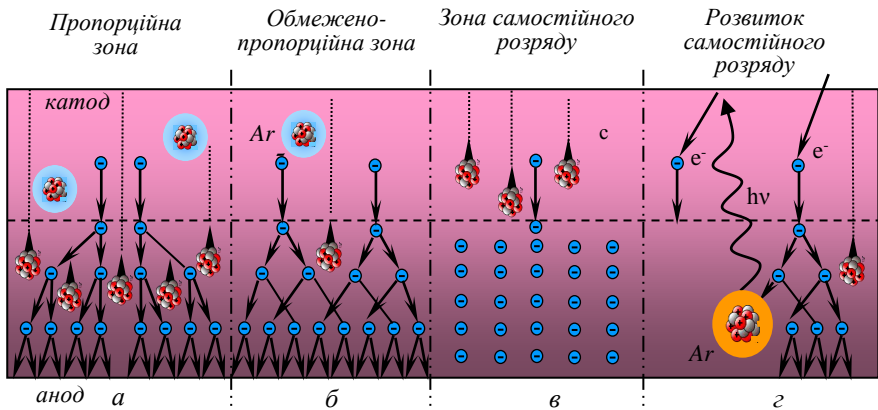 Пропорційна
зона
Обмежено-
пропорційна зона
Зона самостійного
розряду
Розвиток
самостійного
розряду
катод
Ar
с
e-
e-
hν
Ar
анод
а
б
в
г